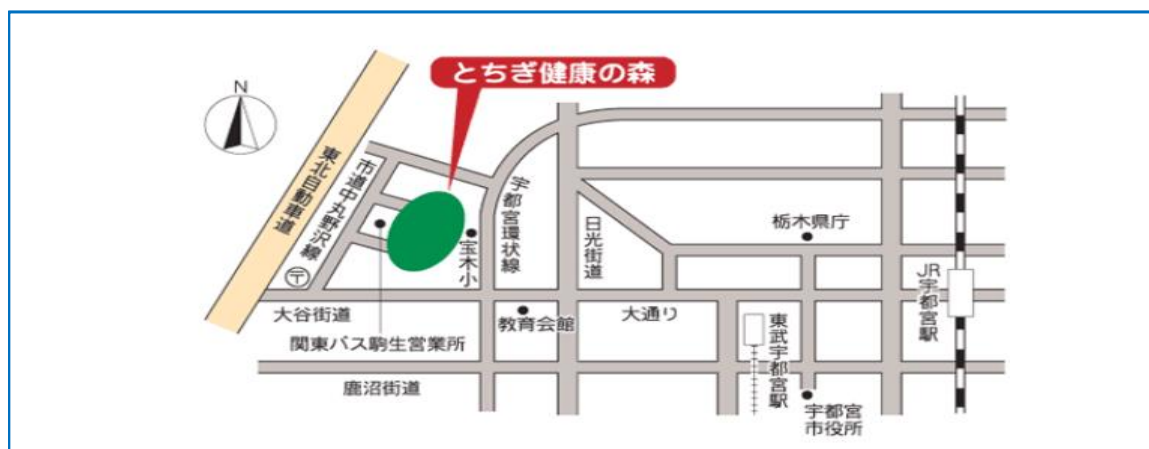 とちぎ健康の森
N
東北自動車道
市道中丸野沢線
〒
宝木小
宇都宮環状線
日光街道
栃木県庁
JR宇都宮駅
大谷街道
教育会館
大通り
関東バス駒生営業所
東武宇都宮駅
鹿沼街道
宇都宮
市役所